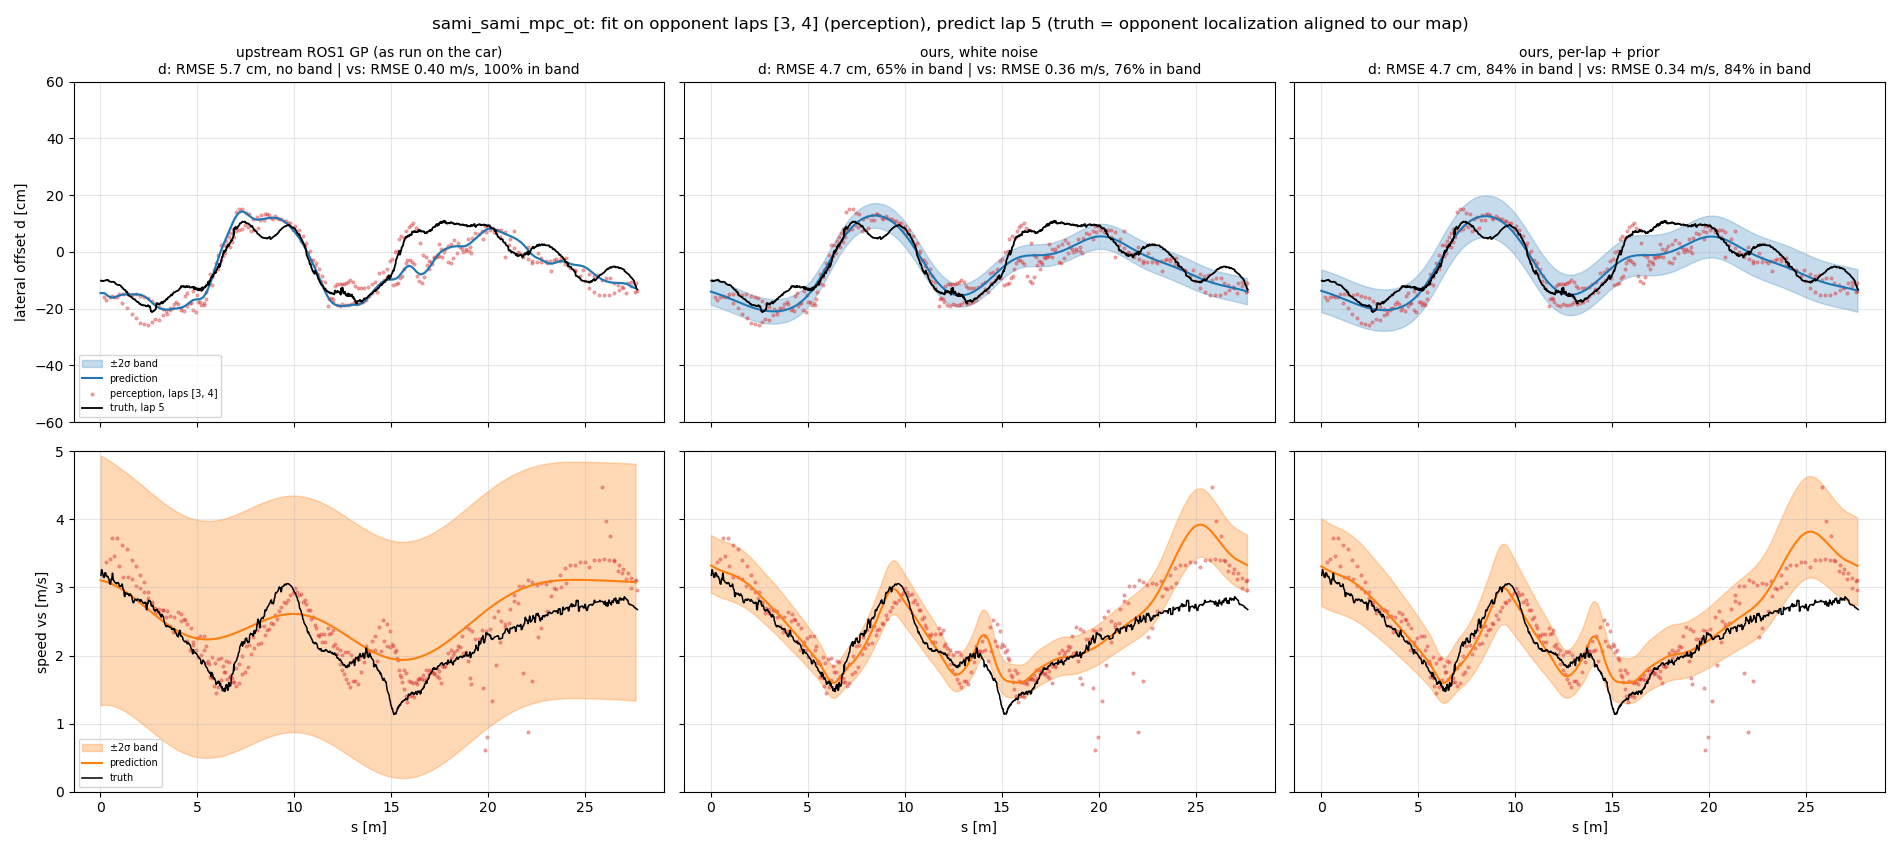 sami_sami_mpc_ot: fit on opponent laps [3, 4] (perception), predict lap 5 (truth = opponent localization aligned to our map)
upstream ROS1 GP (as run on the car)
d: RMSE 5.7 cm, no band | vs: RMSE 0.40 m/s, 100% in band
ours, white noise
d: RMSE 4.7 cm, 65% in band | vs: RMSE 0.36 m/s, 76% in band
ours, per-lap + prior
d: RMSE 4.7 cm, 84% in band | vs: RMSE 0.34 m/s, 84% in band
lateral offset d [cm]
60
40
20
0
−20
−40
−60
±2σ band
prediction
perception, laps [3, 4]
truth, lap 5
speed vs [m/s]
5
4
3
2
1
0
±2σ band
prediction
truth
0 5 10 15 20 25
s [m]
0 5 10 15 20 25
s [m]
0 5 10 15 20 25
s [m]